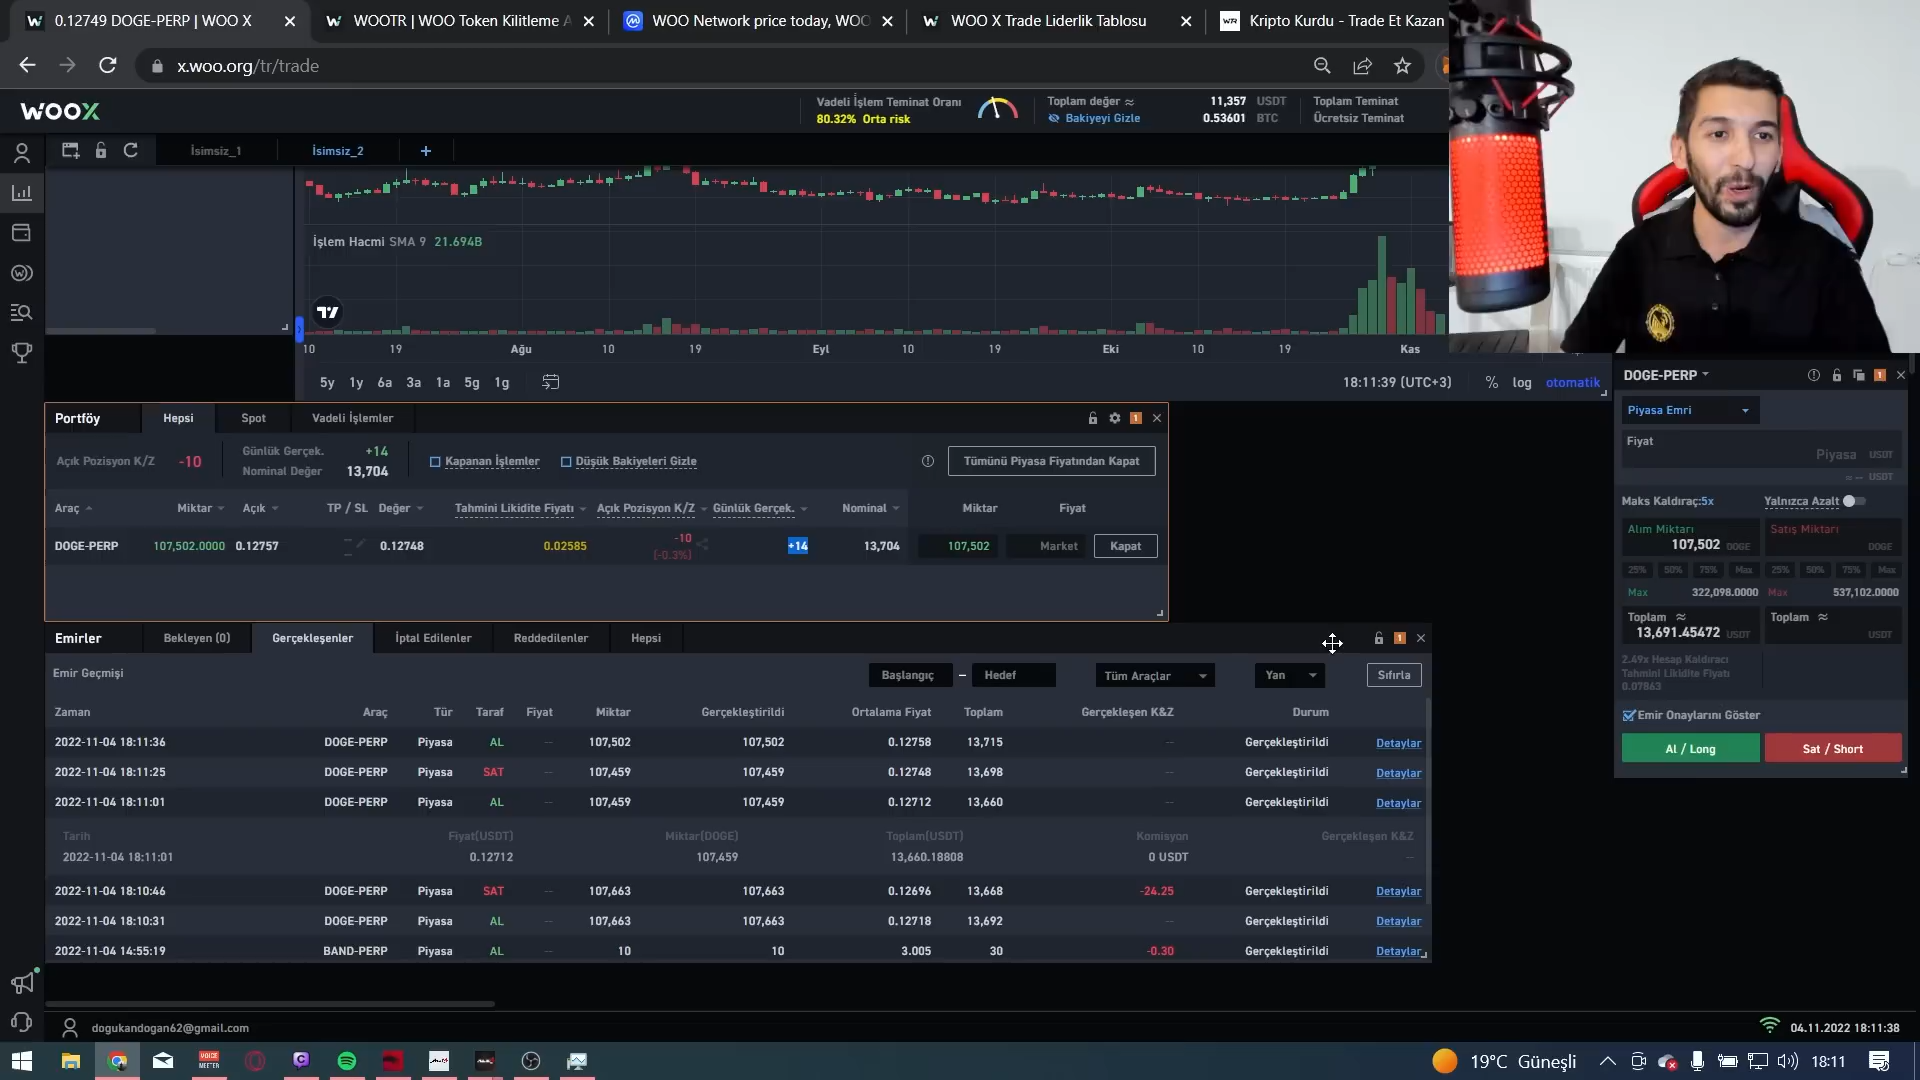 0.12749 DOGE-PERP | WOO X
WOOTR | WOO Token Kilitleme A
WOO Network price today, WOO
WOO X Trade Liderlik Tablosu
Kripto Kurdu - Trade Et Kazan
x.woo.org/tr/trade
WOOX
Vadeli İşlem Teminat Oranı
80.32% Orta risk
Toplam değer ≈ 11,357 USDT
Bakiyeyi Gizle 0.53601 BTC
Toplam Teminat
Ücretsiz Teminat
İsimsiz_1
İsimsiz_2
+
İşlem Hacmi SMA 9 21.694B
10 19 Ağu 10 19 Eyl 10 19 Eki 10 19 Kas
5y 1y 6a 3a 1a 5g 1g
18:11:39 (UTC+3) % log otomatik
Portföy Hepsi Spot Vadeli İşlemler
1
Açık Pozisyon K/Z -10
Günlük Gerçek. +14
Nominal Değer 13,704
Kapanan İşlemler
Düşük Bakiyeleri Gizle
Tümünü Piyasa Fiyatından Kapat
Araç Miktar Açık TP / SL Değer Tahmini Likidite Fiyatı Açık Pozisyon K/Z Günlük Gerçek. Nominal Miktar Fiyat
DOGE-PERP 107,502.0000 0.12757 -- 0.12748 0.02585 -10 +14 13,704 107,502 Market Kapat
(-0.3%)
Emirler Bekleyen (0) Gerçekleşenler İptal Edilenler Reddedilenler Hepsi
1
Emir Geçmişi
Başlangıç – Hedef
Tüm Araçlar
Yan
Sıfırla
Zaman Araç Tür Taraf Fiyat Miktar Gerçekleştirildi Ortalama Fiyat Toplam Gerçekleşen K&Z Durum
2022-11-04 18:11:36 DOGE-PERP Piyasa AL -- 107,502 107,502 0.12758 13,715 -- Gerçekleştirildi Detaylar
2022-11-04 18:11:25 DOGE-PERP Piyasa SAT -- 107,459 107,459 0.12748 13,698 -- Gerçekleştirildi Detaylar
2022-11-04 18:11:01 DOGE-PERP Piyasa AL -- 107,459 107,459 0.12712 13,660 -- Gerçekleştirildi Detaylar
Tarih Fiyat(USDT) Miktar(DOGE) Toplam(USDT) Komisyon Gerçekleşen K&Z
2022-11-04 18:11:01 0.12712 107,459 13,660.18808 0 USDT --
2022-11-04 18:10:46 DOGE-PERP Piyasa SAT -- 107,663 107,663 0.12696 13,668 -24.25 Gerçekleştirildi Detaylar
2022-11-04 18:10:31 DOGE-PERP Piyasa AL -- 107,663 107,663 0.12718 13,692 -- Gerçekleştirildi Detaylar
2022-11-04 14:55:19 BAND-PERP Piyasa AL -- 10 10 3.005 30 -0.30 Gerçekleştirildi Detaylar
DOGE-PERP
1
Piyasa Emri
Fiyat
Piyasa USDT
≈ -- USDT
Maks Kaldıraç:5x Yalnızca Azalt
Alım Miktarı Satış Miktarı
107,502 DOGE DOGE
25% 50% 75% Max 25% 50% 75% Max
Max 322,098.0000 Max 537,102.0000
Toplam ≈ Toplam ≈
13,691.45472 USDT USDT
2.49x Hesap Kaldıracı
Tahmini Likidite Fiyatı
0.07863
Emir Onaylarını Göster
Al / Long Sat / Short
dogukandogan62@gmail.com
04.11.2022 18:11:38
VOICE
MEETER
19°C Güneşli
18:11